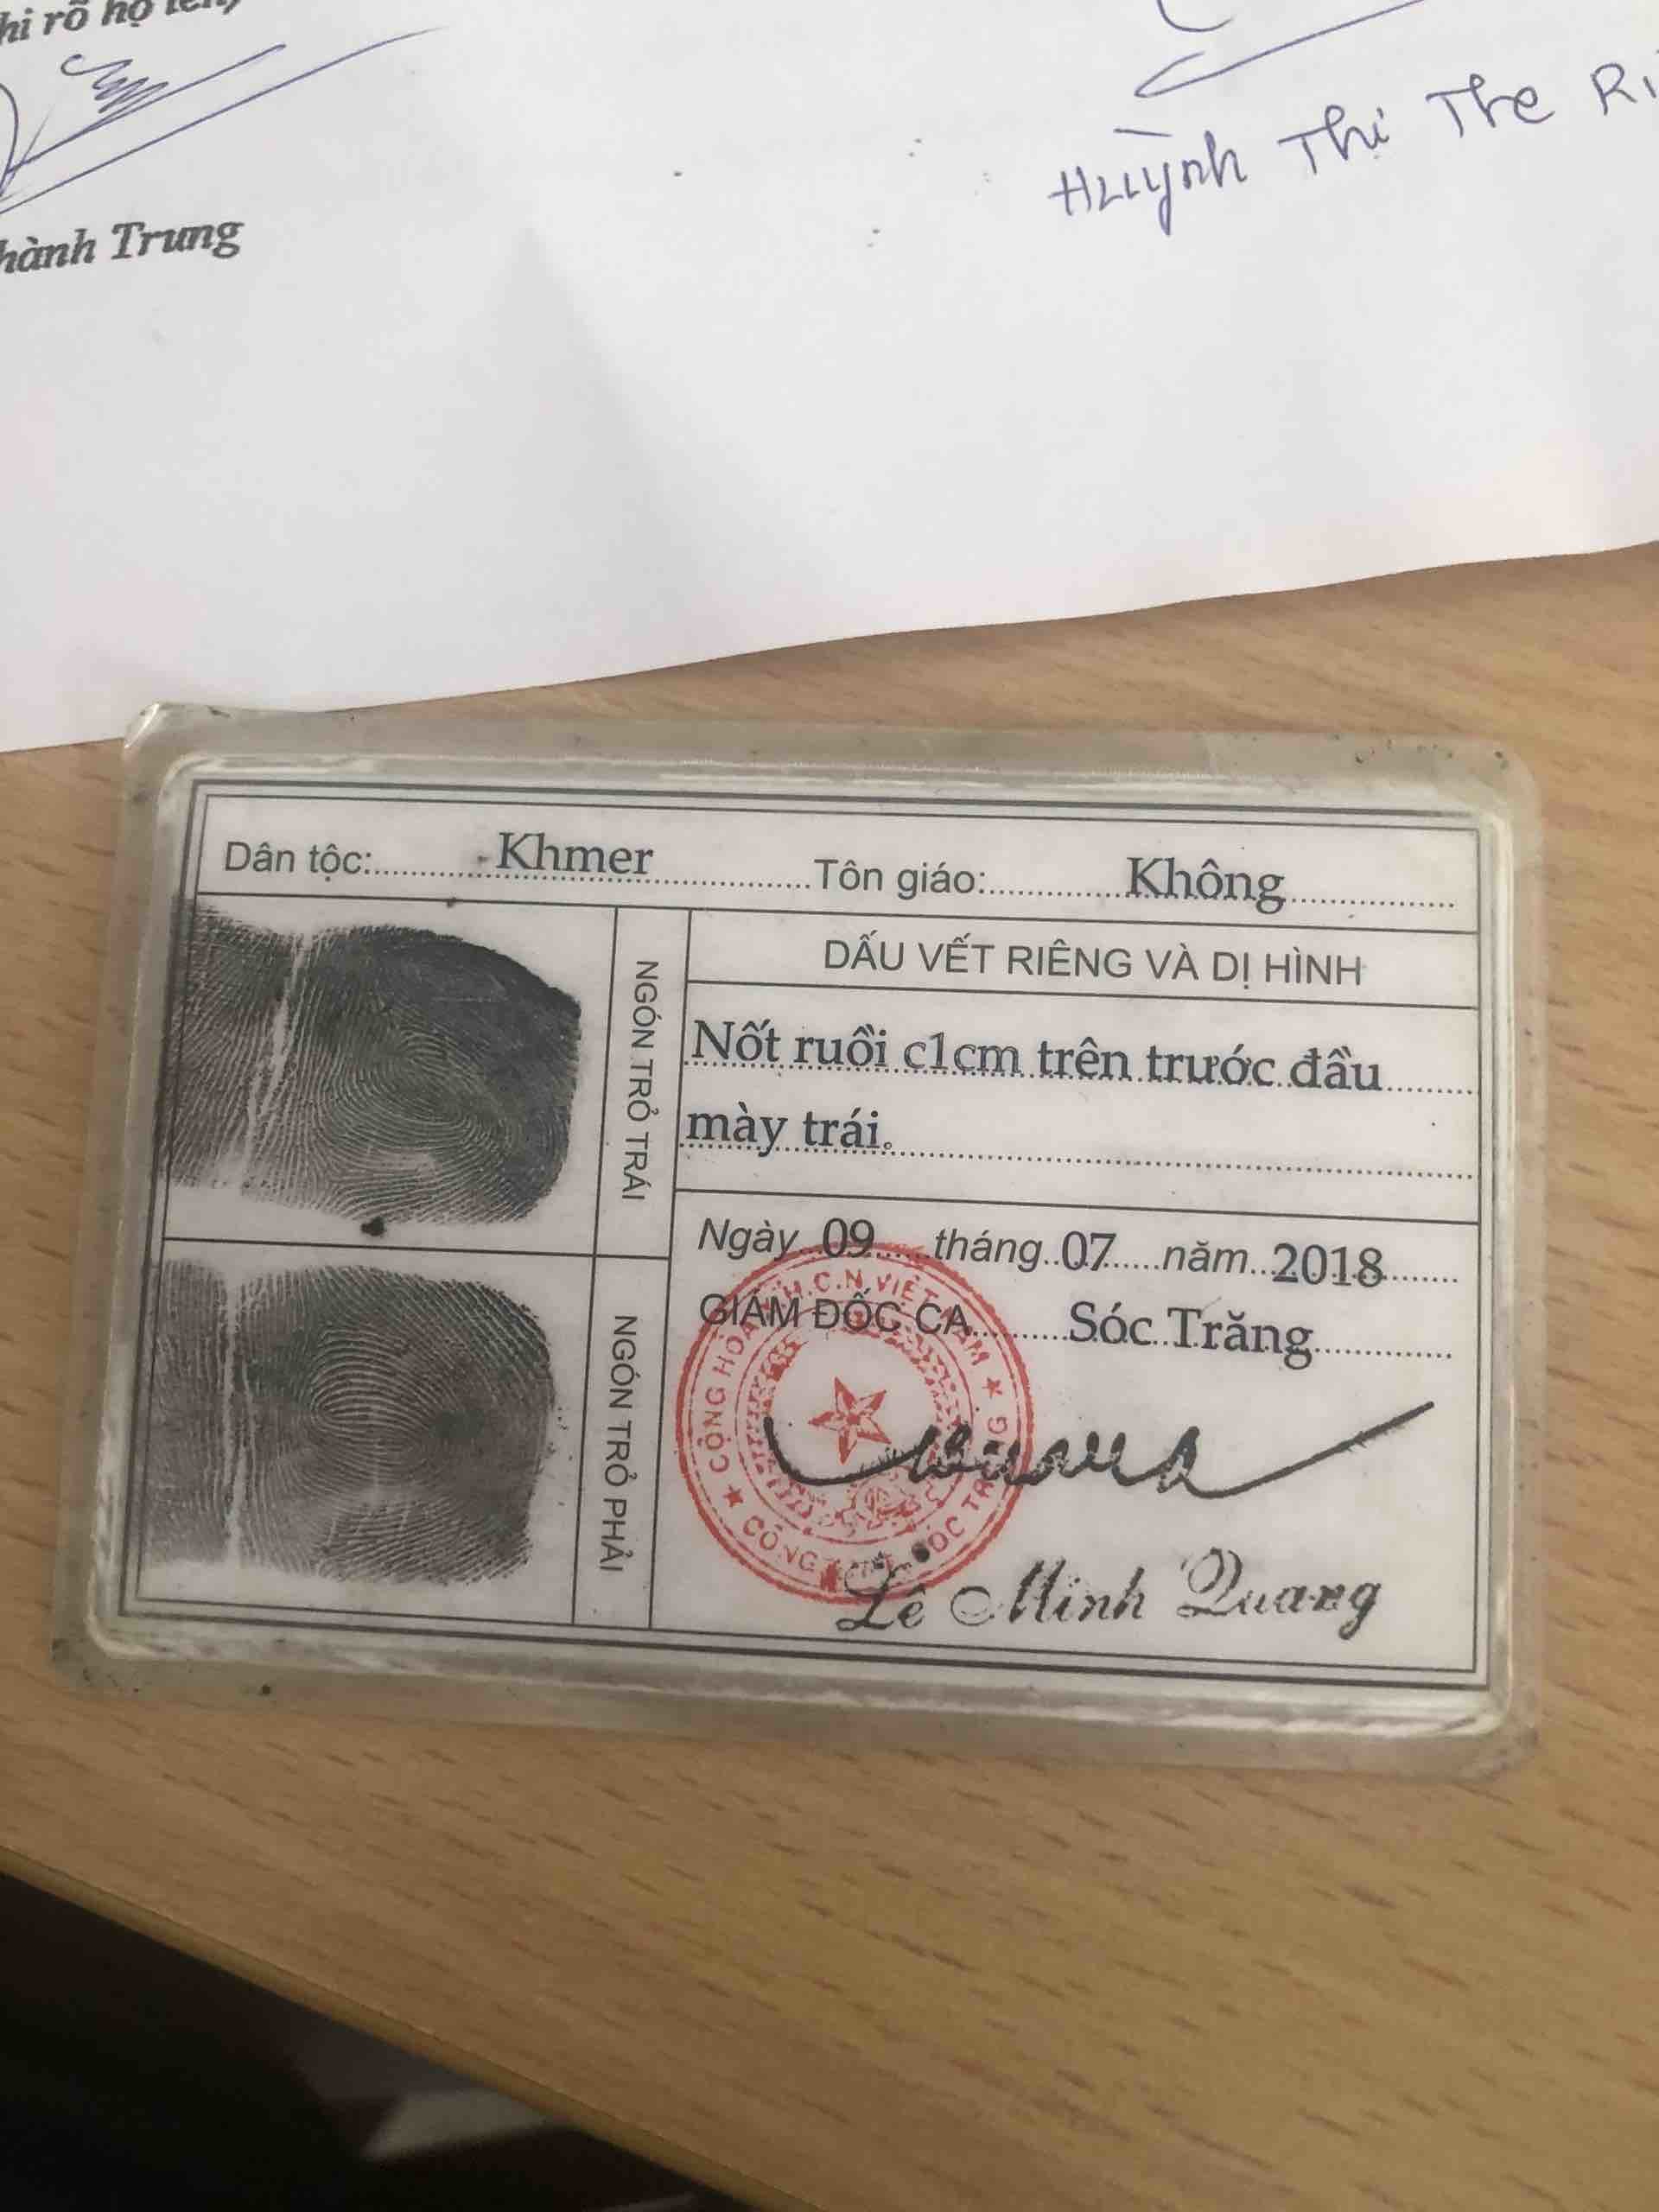 hi rõ họ tên)
hành Trung
Huỳnh Thị The Ri
Dân tộc: Khmer Tôn giáo: Không
NGÓN TRỎ TRÁI
DẤU VẾT RIÊNG VÀ DỊ HÌNH
Nốt ruồi c1cm trên trước đầu
mày trái.
NGÓN TRỎ PHẢI
Ngày 09 tháng 07 năm 2018
GIÁM ĐỐC CA Sóc Trăng
Lê Minh Quang